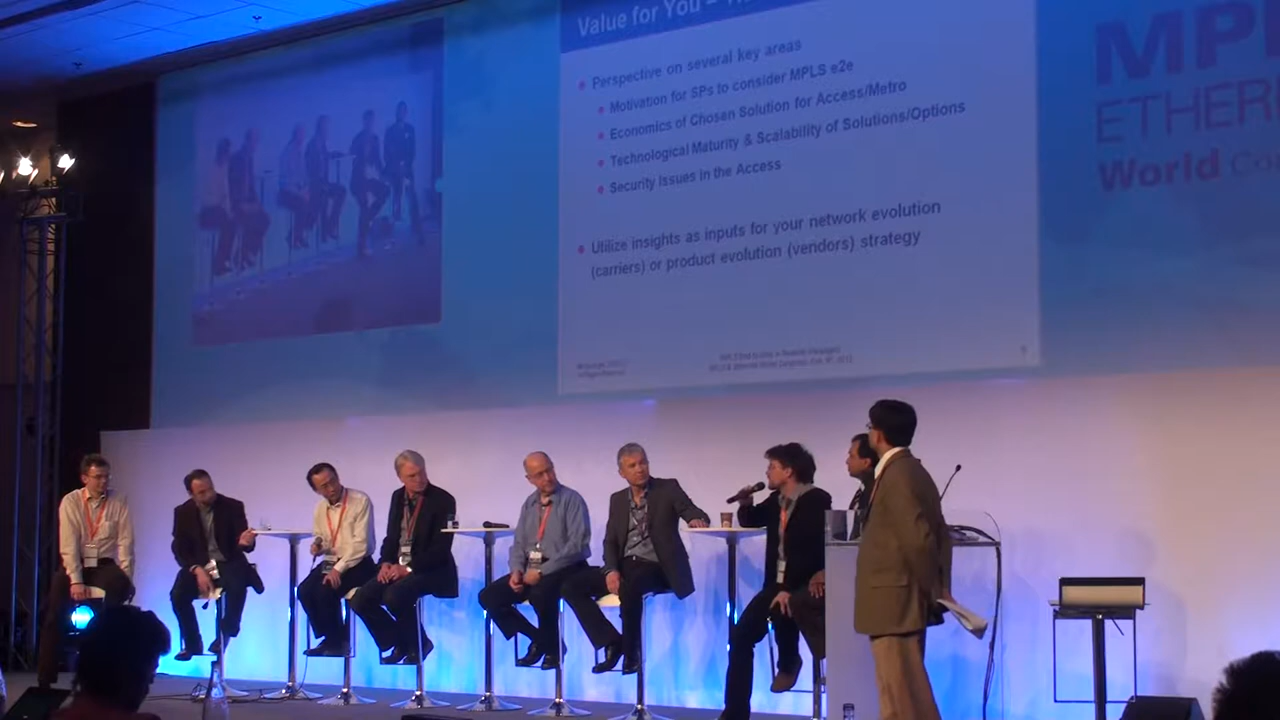 Value for You –
Perspective on several key areas
Motivation for SPs to consider MPLS e2e
Economics of Chosen Solution for Access/Metro
Technological Maturity & Scalability of Solutions/Options
Security Issues in the Access
Utilize insights as inputs for your network evolution
(carriers) or product evolution (vendors) strategy
MPL
ETHER
World Co